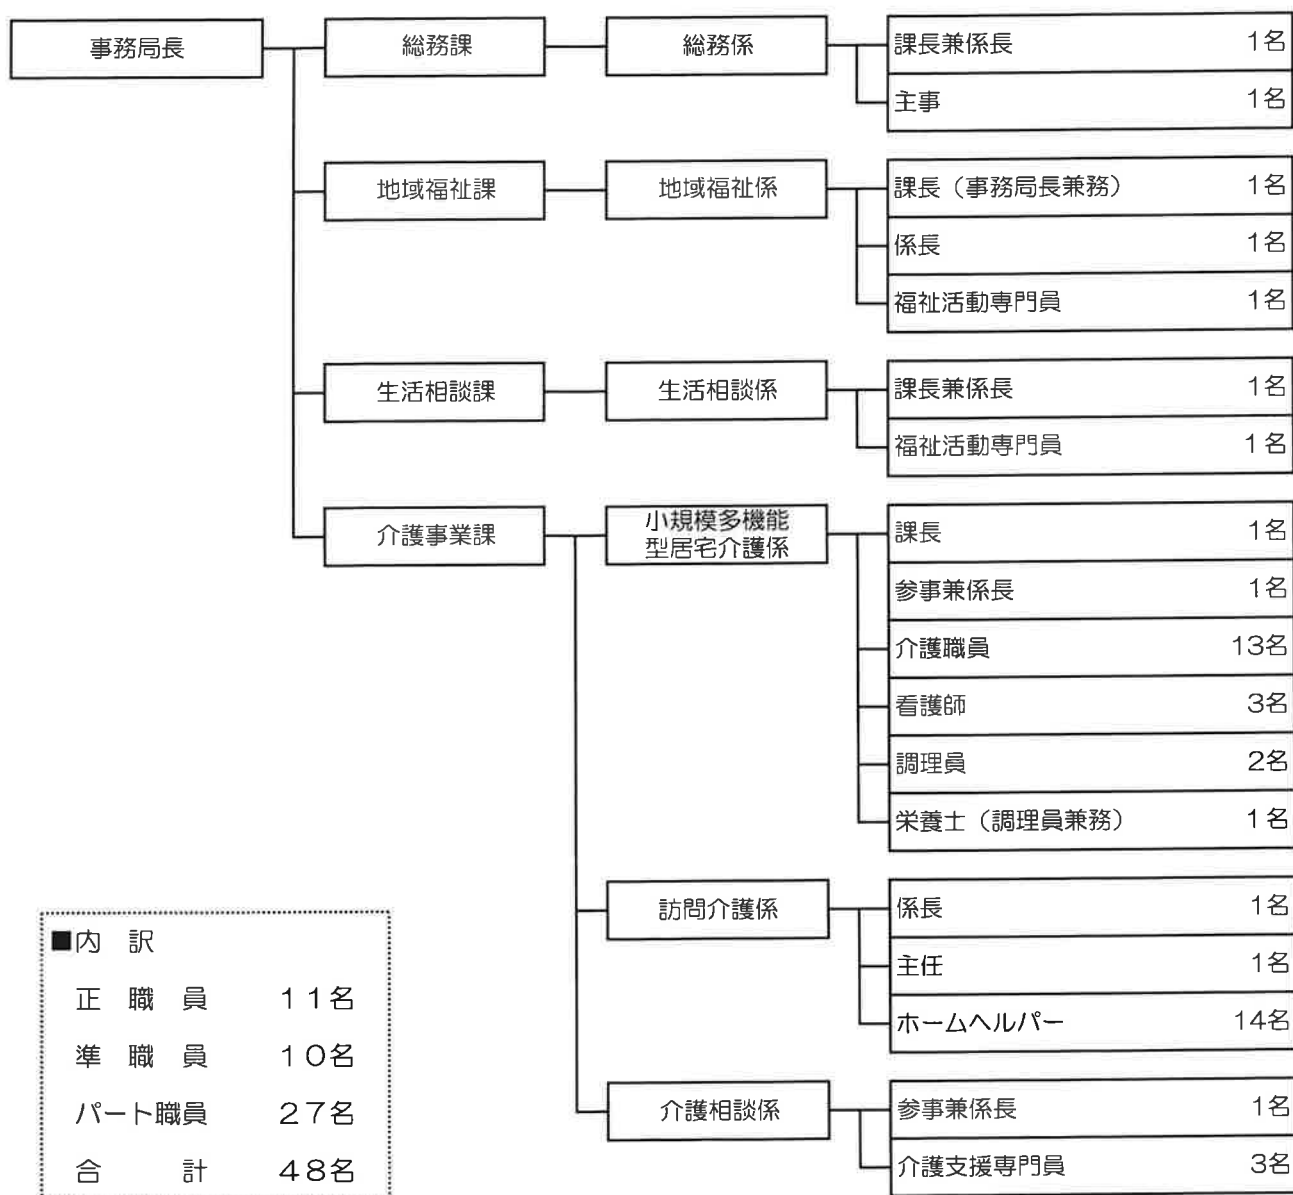 事務局長
総務課
総務係
課長兼係長 1名
主事 1名
地域福祉課
地域福祉係
課長（事務局長兼務） 1名
係長 1名
福祉活動専門員 1名
生活相談課
生活相談係
課長兼係長 1名
福祉活動専門員 1名
介護事業課
小規模多機能
型居宅介護係
課長 1名
参事兼係長 1名
介護職員 13名
看護師 3名
調理員 2名
栄養士（調理員兼務） 1名
訪問介護係
係長 1名
主任 1名
ホームヘルパー 14名
介護相談係
参事兼係長 1名
介護支援専門員 3名
■内 訳
正 職 員 11名
準 職 員 10名
パート職員 27名
合 計 48名